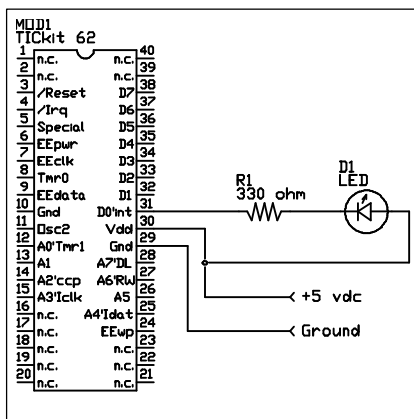 MOD1
TICkit 62
1 n.c. n.c. 40
2 n.c. n.c. 39
3 /Reset D7 38
4 /Irq D6 37
5 Special D5 36
6 EEpwr D4 35
7 EEclk D3 34
8 Tmr0 D2 33
9 EEdata D1 32
10 Gnd D0'int 31
11 Osc2 Vdd 30
12 A0'Tmr1 Gnd 29
13 A1 A7'DL 28
14 A2'ccp A6'RW 27
15 A3'Iclk A5 26
16 n.c. A4'Idat 25
17 n.c. EEwp 24
18 n.c. n.c. 23
19 n.c. n.c. 22
20 n.c. n.c. 21
R1
330 ohm
D1
LED
+5 vdc
Ground